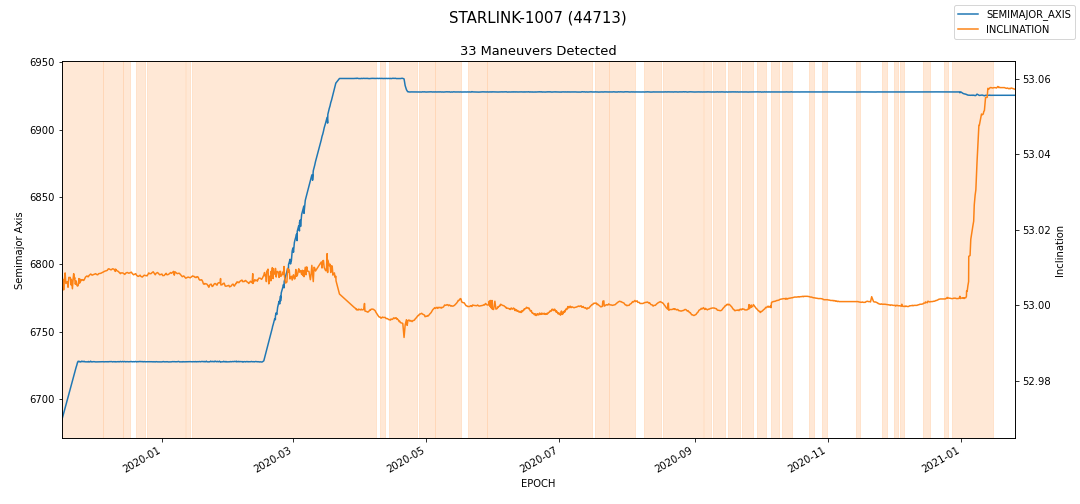 STARLINK-1007 (44713)
SEMIMAJOR_AXIS
INCLINATION
33 Maneuvers Detected
6950
6900
6850
6800
6750
6700
Semimajor Axis
53.06
53.04
53.02
53.00
52.98
Inclination
2020-01
2020-03
2020-05
2020-07
2020-09
2020-11
2021-01
EPOCH